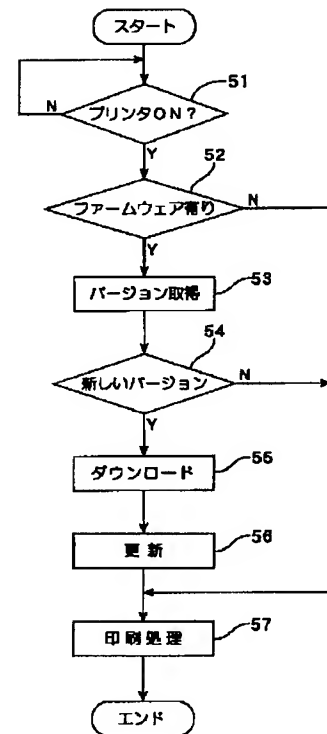 スタート
プリンタON?
51
N
Y
52
ファームウェア有り
N
Y
53
バージョン取得
54
新しいバージョン
N
Y
ダウンロード
55
更新
56
印刷処理
57
エンド